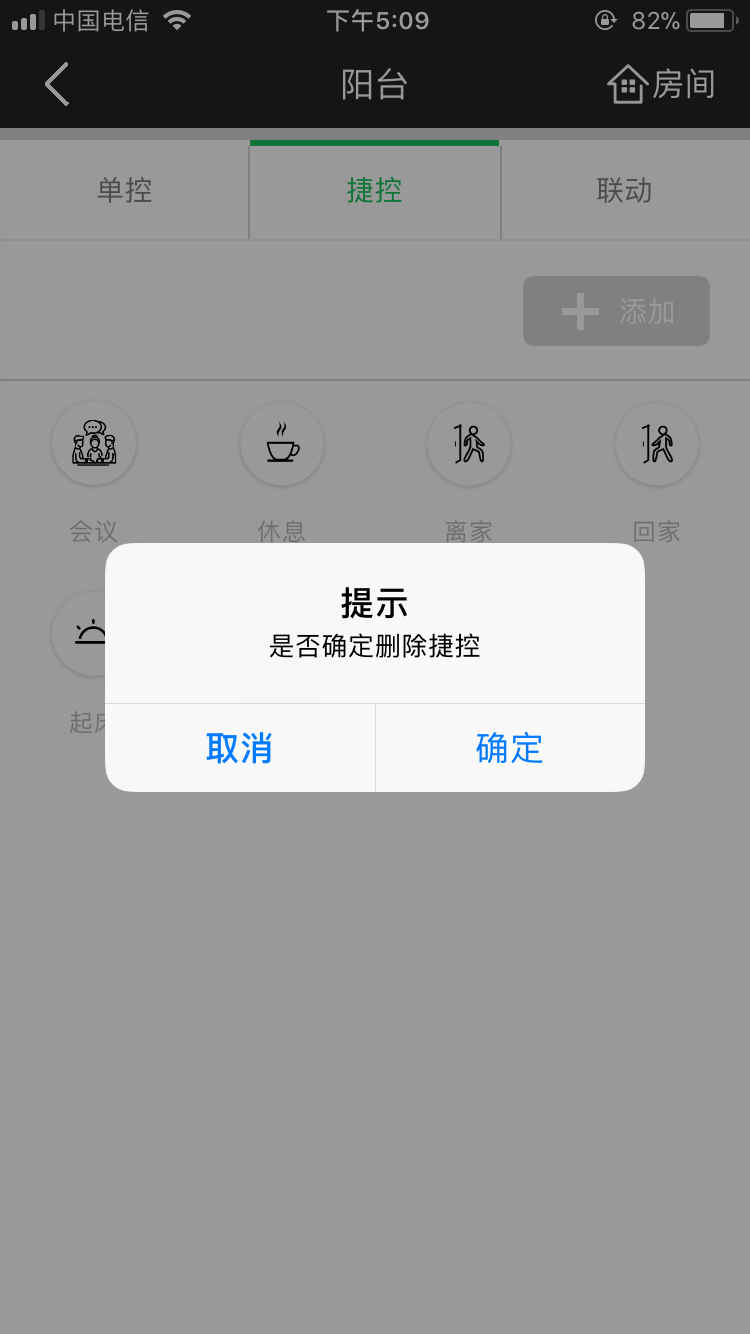 中国电信 下午5:09 82%
阳台 房间
单控 捷控 联动
添加
会议 休息 离家 回家
提示
是否确定删除捷控
起床
取消 确定